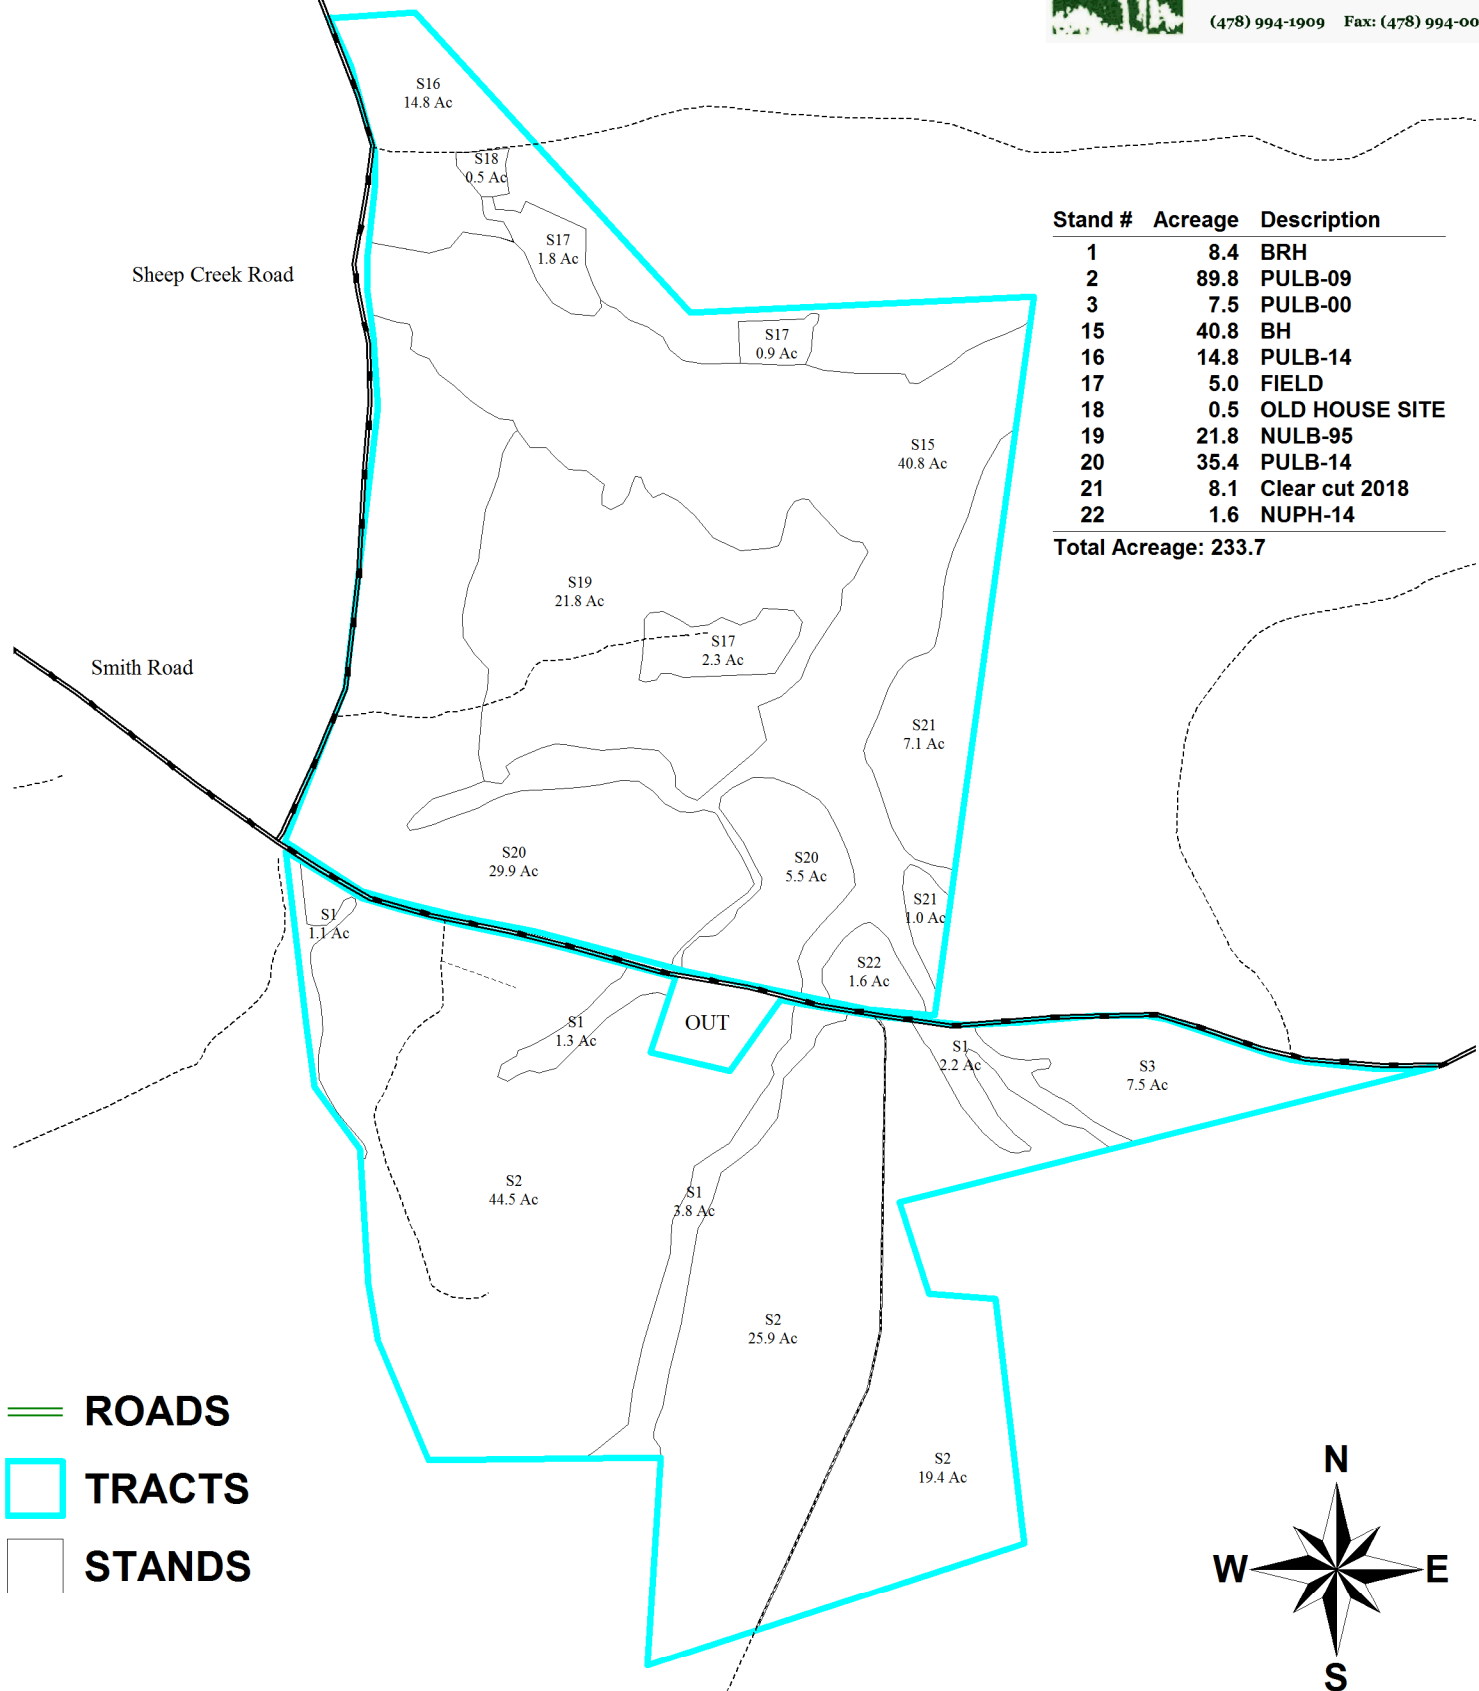 (478) 994-1909 Fax: (478) 994-00
S16
14.8 Ac
S18
0.5 Ac
S17
1.8 Ac
Sheep Creek Road
Stand # Acreage Description
1 8.4 BRH
2 89.8 PULB-09
3 7.5 PULB-00
15 40.8 BH
16 14.8 PULB-14
17 5.0 FIELD
18 0.5 OLD HOUSE SITE
19 21.8 NULB-95
20 35.4 PULB-14
21 8.1 Clear cut 2018
22 1.6 NUPH-14
Total Acreage: 233.7
S17
0.9 Ac
S15
40.8 Ac
S19
21.8 Ac
S17
2.3 Ac
Smith Road
S21
7.1 Ac
S20
29.9 Ac
S20
5.5 Ac
S21
1.0 Ac
S1
1.1 Ac
S22
1.6 Ac
OUT
S1
1.3 Ac
S1
2.2 Ac
S3
7.5 Ac
S2
44.5 Ac
S1
3.8 Ac
S2
25.9 Ac
S2
19.4 Ac
ROADS
TRACTS
STANDS
N
W E
S